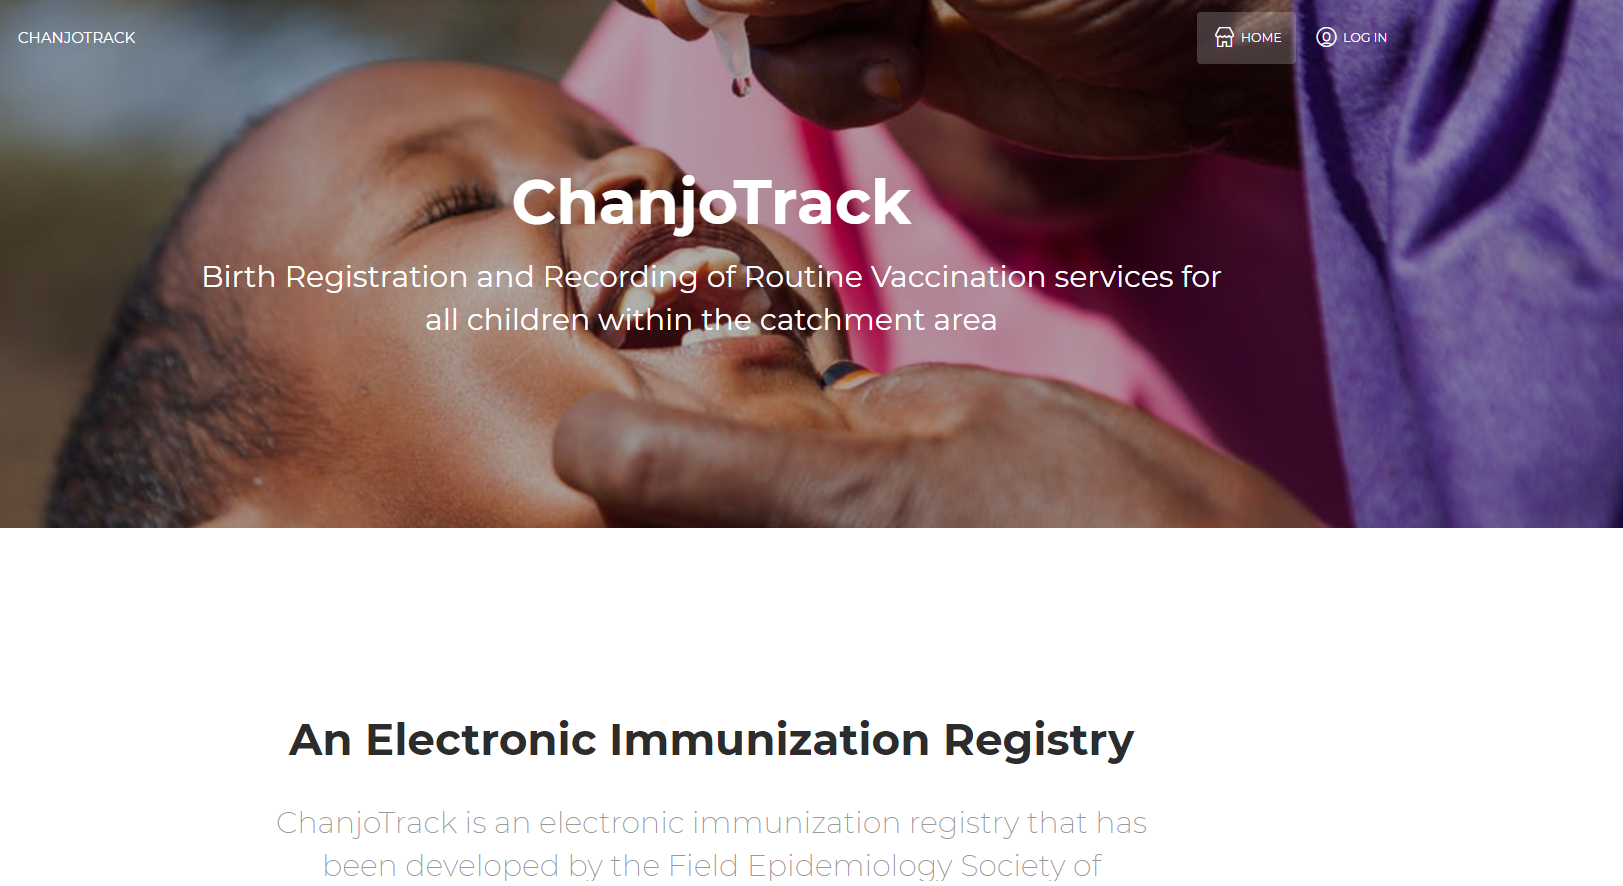 CHANJOTRACK
HOME
LOG IN
ChanjoTrack
Birth Registration and Recording of Routine Vaccination services for
all children within the catchment area
An Electronic Immunization Registry
ChanjoTrack is an electronic immunization registry that has
been developed by the Field Epidemiology Society of